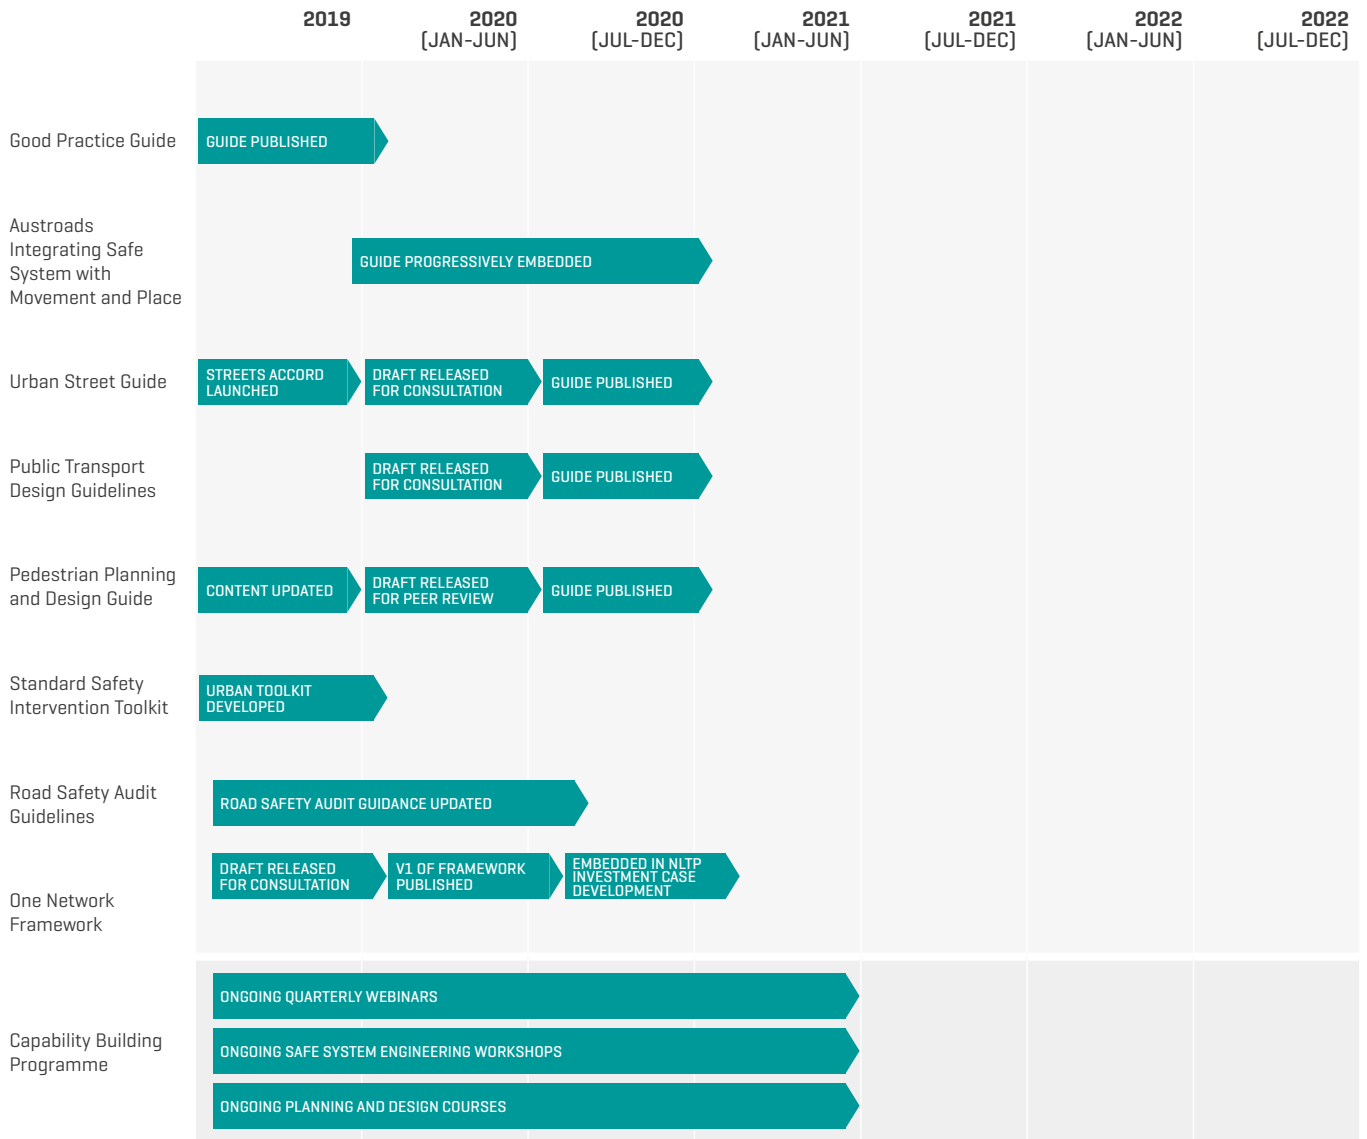 2019
2020
(JAN-JUN)
2020
(JUL-DEC)
2021
(JAN-JUN)
2021
(JUL-DEC)
2022
(JAN-JUN)
2022
(JUL-DEC)
Good Practice Guide
GUIDE PUBLISHED
Austroads
Integrating Safe
System with
Movement and Place
GUIDE PROGRESSIVELY EMBEDDED
Urban Street Guide
STREETS ACCORD
LAUNCHED
DRAFT RELEASED
FOR CONSULTATION
GUIDE PUBLISHED
Public Transport
Design Guidelines
DRAFT RELEASED
FOR CONSULTATION
GUIDE PUBLISHED
Pedestrian Planning
and Design Guide
CONTENT UPDATED
DRAFT RELEASED
FOR PEER REVIEW
GUIDE PUBLISHED
Standard Safety
Intervention Toolkit
URBAN TOOLKIT
DEVELOPED
Road Safety Audit
Guidelines
ROAD SAFETY AUDIT GUIDANCE UPDATED
One Network
Framework
DRAFT RELEASED
FOR CONSULTATION
V1 OF FRAMEWORK
PUBLISHED
EMBEDDED IN NLTP
INVESTMENT CASE
DEVELOPMENT
Capability Building
Programme
ONGOING QUARTERLY WEBINARS
ONGOING SAFE SYSTEM ENGINEERING WORKSHOPS
ONGOING PLANNING AND DESIGN COURSES